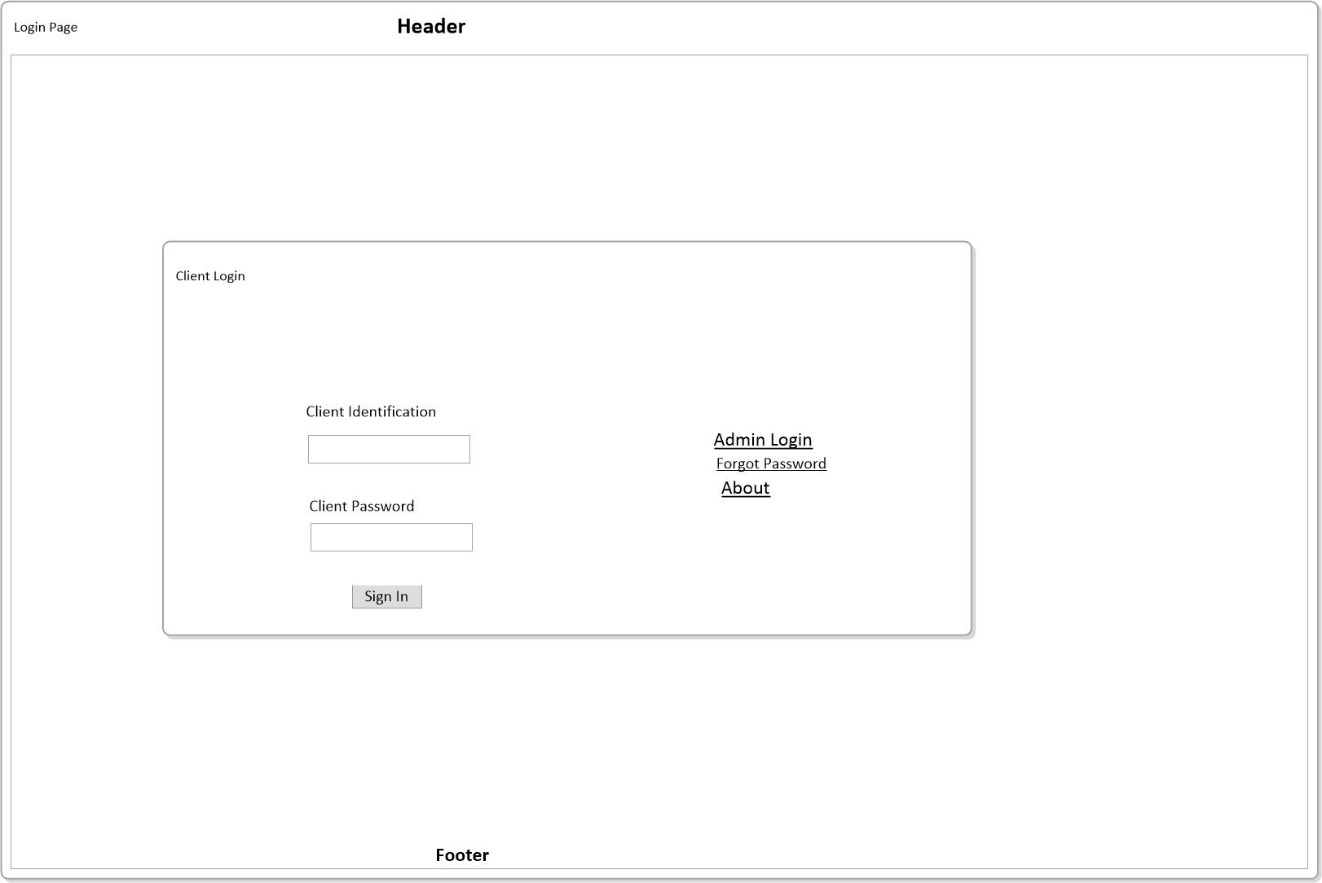 Login Page
Header
Client Login
Client Identification
Admin Login
Forgot Password
About
Client Password
Sign In
Footer